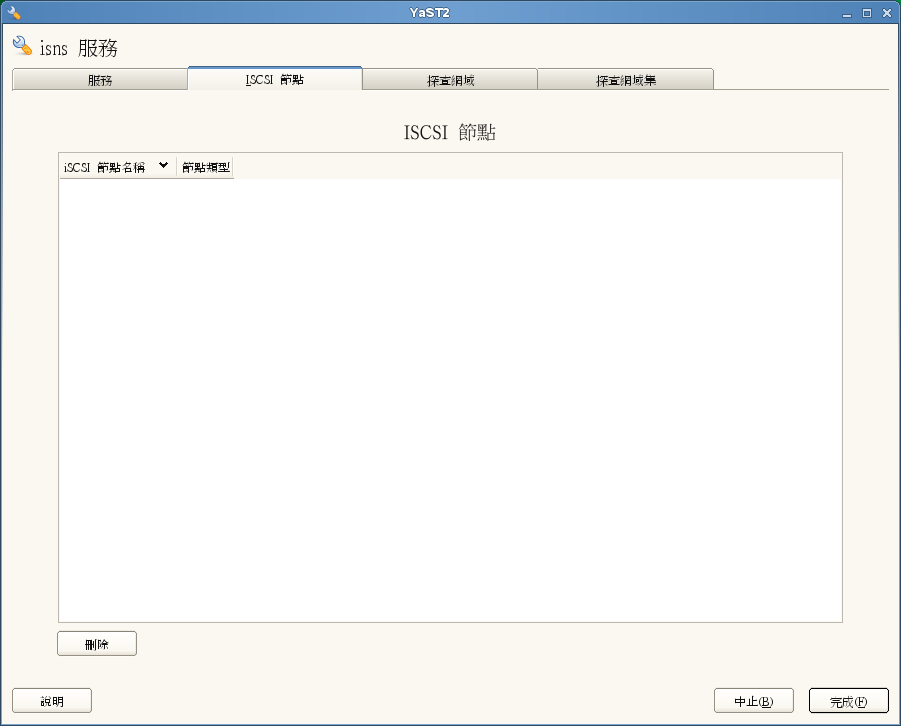 YaST2
isns 服務
服務 ISCSI 節點 探查網域 探查網域集
ISCSI 節點
iSCSI 節點名稱 節點類型
刪除
說明 中止(B) 完成(F)